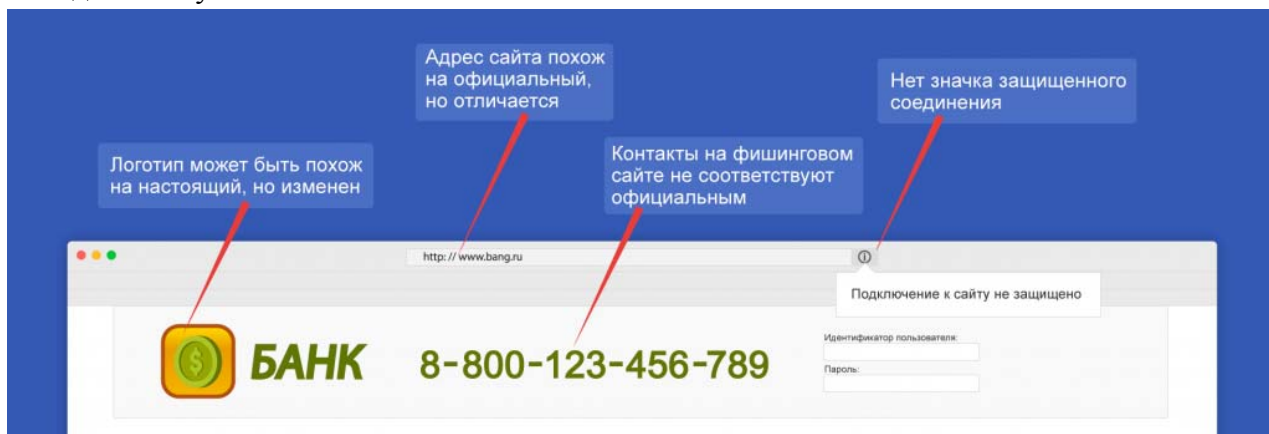 Адрес сайта похож
на официальный,
но отличается
Нет значка защищенного
соединения
Логотип может быть похож
на настоящий, но изменен
Контакты на фишинговом
сайте не соответствуют
официальным
http: // www.bang.ru
Подключение к сайту не защищено
БАНК
8-800-123-456-789
Идентификатор пользователя:
Пароль: